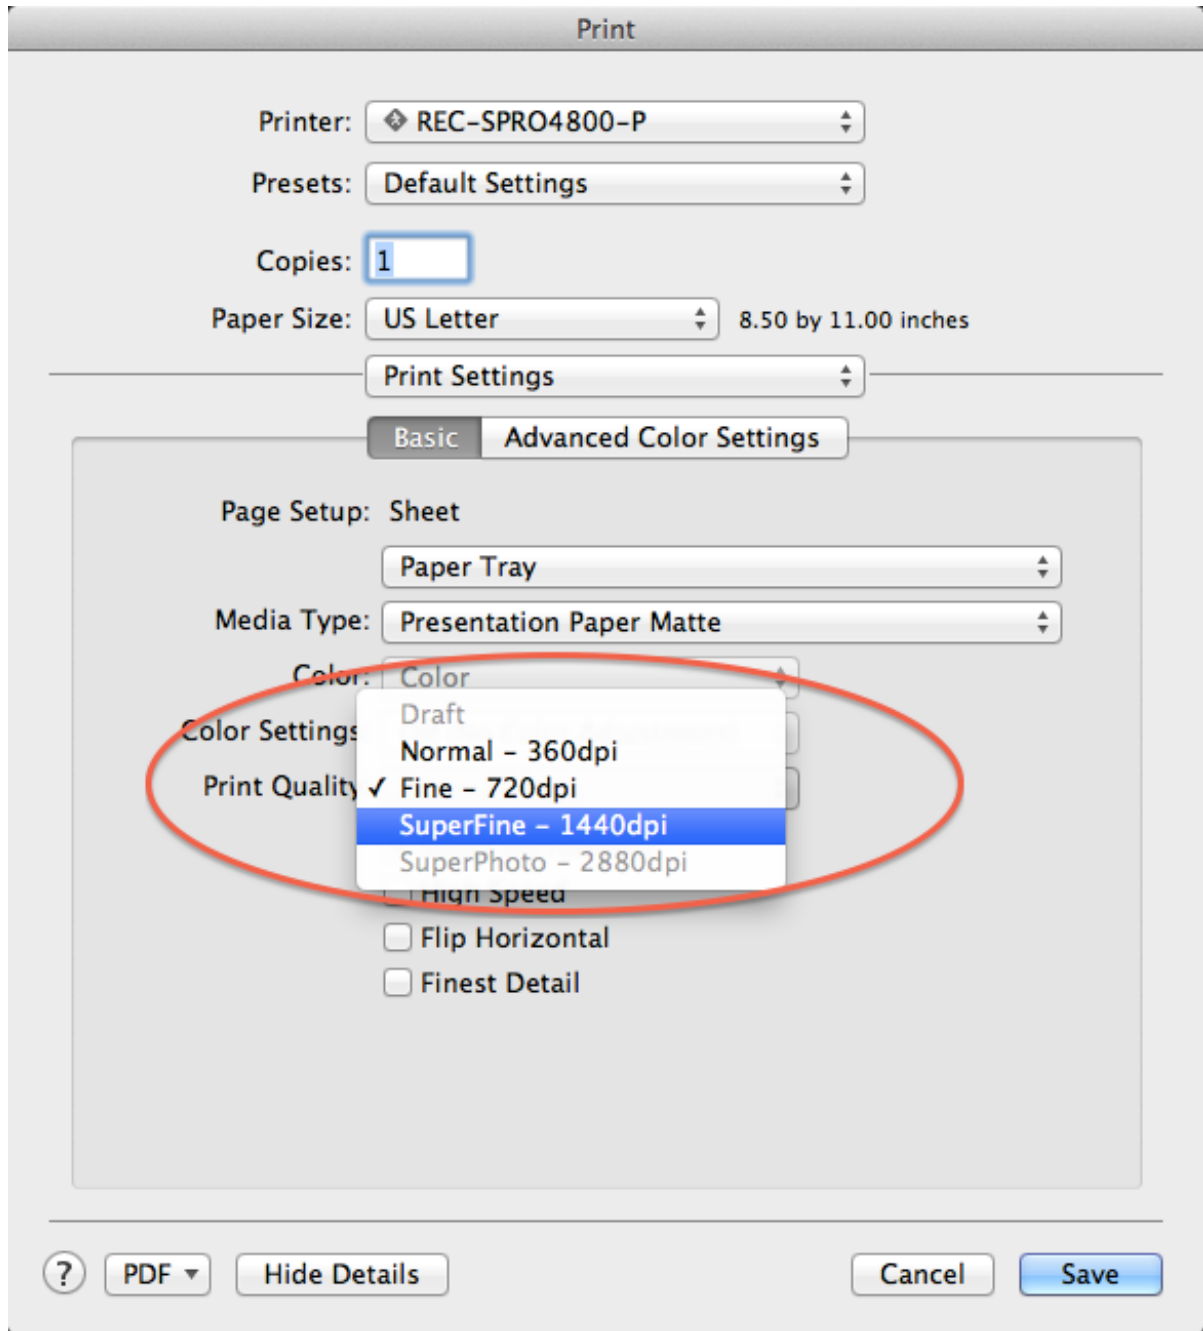 Print
Printer: REC-SPRO4800-P
Presets: Default Settings
Copies: 1
Paper Size: US Letter 8.50 by 11.00 inches
Print Settings
Basic Advanced Color Settings
Page Setup: Sheet
Paper Tray
Media Type: Presentation Paper Matte
Color: Color
Draft
Color Settings
Normal - 360dpi
Print Quality ✓ Fine - 720dpi
SuperFine - 1440dpi
SuperPhoto - 2880dpi
High Speed
Flip Horizontal
Finest Detail
? PDF Hide Details Cancel Save